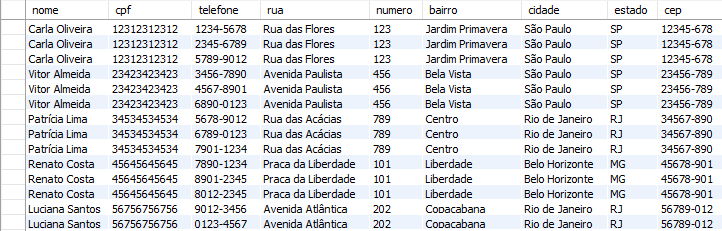 nome cpf telefone rua numero bairro cidade estado cep
Carla Oliveira 12312312312 1234-5678 Rua das Flores 123 Jardim Primavera São Paulo SP 12345-678
Carla Oliveira 12312312312 2345-6789 Rua das Flores 123 Jardim Primavera São Paulo SP 12345-678
Carla Oliveira 12312312312 5789-9012 Rua das Flores 123 Jardim Primavera São Paulo SP 12345-678
Vitor Almeida 23423423423 3456-7890 Avenida Paulista 456 Bela Vista São Paulo SP 23456-789
Vitor Almeida 23423423423 4567-8901 Avenida Paulista 456 Bela Vista São Paulo SP 23456-789
Vitor Almeida 23423423423 6890-0123 Avenida Paulista 456 Bela Vista São Paulo SP 23456-789
Patrícia Lima 34534534534 5678-9012 Rua das Acácias 789 Centro Rio de Janeiro RJ 34567-890
Patrícia Lima 34534534534 6789-0123 Rua das Acácias 789 Centro Rio de Janeiro RJ 34567-890
Patrícia Lima 34534534534 7901-1234 Rua das Acácias 789 Centro Rio de Janeiro RJ 34567-890
Renato Costa 45645645645 7890-1234 Praca da Liberdade 101 Liberdade Belo Horizonte MG 45678-901
Renato Costa 45645645645 8901-2345 Praca da Liberdade 101 Liberdade Belo Horizonte MG 45678-901
Renato Costa 45645645645 8012-2345 Praca da Liberdade 101 Liberdade Belo Horizonte MG 45678-901
Luciana Santos 56756756756 9012-3456 Avenida Atlântica 202 Copacabana Rio de Janeiro RJ 56789-012
Luciana Santos 56756756756 0123-4567 Avenida Atlântica 202 Copacabana Rio de Janeiro RJ 56789-012